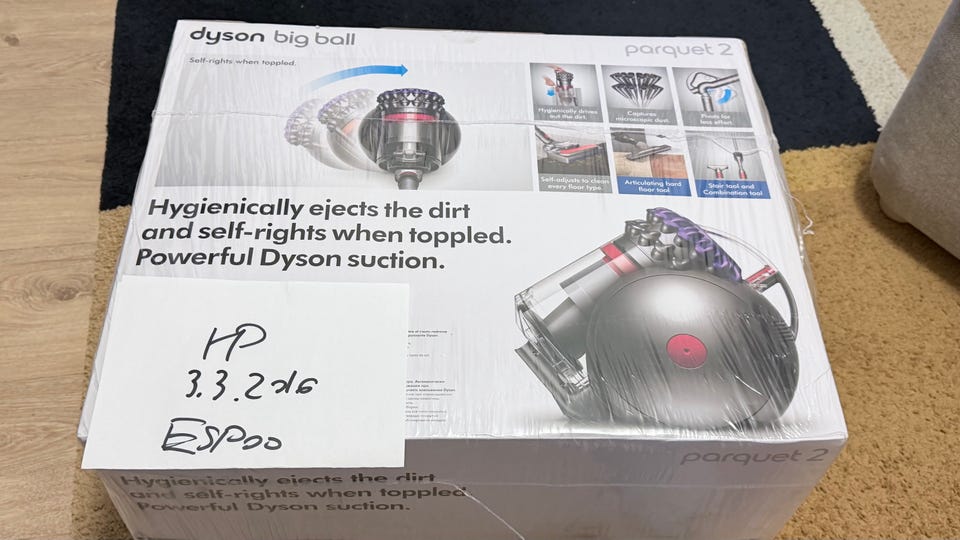 dyson big ball
parquet 2
Self-rights when toppled.
Hygienically drives
out the dirt.
Captures
microscopic dust.
Pivots for
less effort.
Self-adjusts to clean
every floor type
Articulating hard
floor tool
Stair tool and
Combination tool
Hygienically ejects the dirt
and self-rights when toppled.
Powerful Dyson suction.
HP
3.3.2016
ESPOO
parquet 2
Hygienically ejects the dirt
and self-rights when toppled
Powerful Dyson suction.